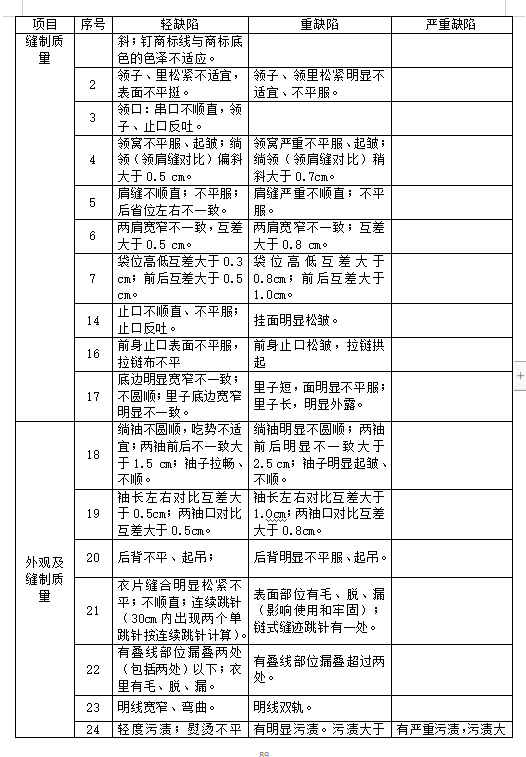 项目 序号 轻缺陷 重缺陷 严重缺陷
缝制质
量
斜；钉商标线与商标底
色的色泽不适应。
2
领子、里松紧不适宜，
表面不平挺。
领子、领里松紧明显不
适宜、不平服。
3
领口：串口不顺直，领
子、止口反吐。
4
领窝不平服、起皱；绱
领（领肩缝对比）偏斜
大于0.5 cm。
领窝严重不平服、起皱；
绱领（领肩缝对比）稍
斜大于0.7cm。
5
肩缝不顺直；不平服；
后省位左右不一致。
肩缝严重不顺直；不平
服。
6
两肩宽窄不一致，互差
大于0.5 cm。
两肩宽窄不一致；互差
大于0.8 cm。
7
袋位高低互差大于0.3
cm；前后互差大于0.5
cm。
袋位高低互差大于
0.8cm；前后互差大于
1.0cm。
14
止口不顺直、不平服；
止口反吐。
挂面明显松皱。
16
前身止口表面不平服，
拉链布不平
前身止口松皱，拉链拱
起
17
底边明显宽窄不一致；
不圆顺；里子底边宽窄
明显不一致。
里子短，面明显不平服；
里子长，明显外露。
外观及
缝制质
量
18
绱袖不圆顺，吃势不适
宜；两袖前后不一致大
于1.5 cm；袖子拉畅、
不顺。
绱袖明显不圆顺；两袖
前后明显不一致大于
2.5 cm；袖子明显起皱、
不顺。
19
袖长左右对比互差大
于0.5cm；两袖口对比
互差大于0.5cm。
袖长左右对比互差大于
1.0cm；两袖口对比互差
大于0.8cm。
20
后背不平、起吊；
后背明显不平服、起吊。
21
衣片缝合明显松紧不
平；不顺直；连续跳针
（30cm内出现两个单
跳针按连续跳针计算）。
表面部位有毛、脱、漏
（影响使用和牢固）；
链式缝迹跳针有一处。
22
有叠线部位漏叠两处
（包括两处）以下；衣
里有毛、脱、漏。
有叠线部位漏叠超过两
处。
23
明线宽窄、弯曲。
明线双轨。
24
轻度污渍；熨烫不平
有明显污渍。污渍大于
有严重污渍，污渍大